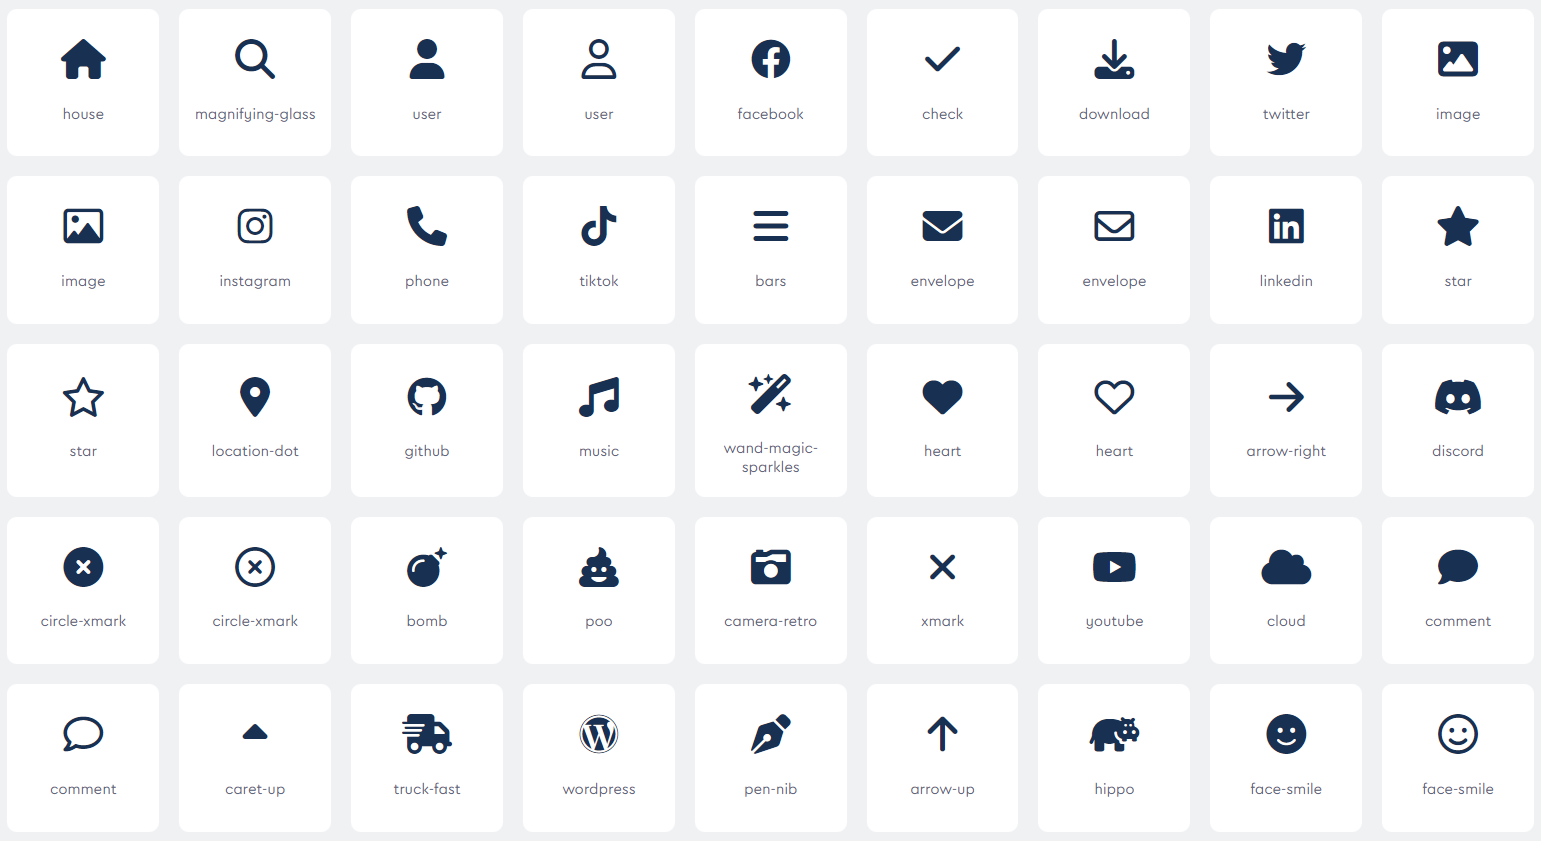 house
magnifying-glass
user
user
facebook
check
download
twitter
image
image
instagram
phone
tiktok
bars
envelope
envelope
linkedin
star
star
location-dot
github
music
wand-magic-
sparkles
heart
heart
arrow-right
discord
circle-xmark
circle-xmark
bomb
poo
camera-retro
xmark
youtube
cloud
comment
comment
caret-up
truck-fast
wordpress
pen-nib
arrow-up
hippo
face-smile
face-smile